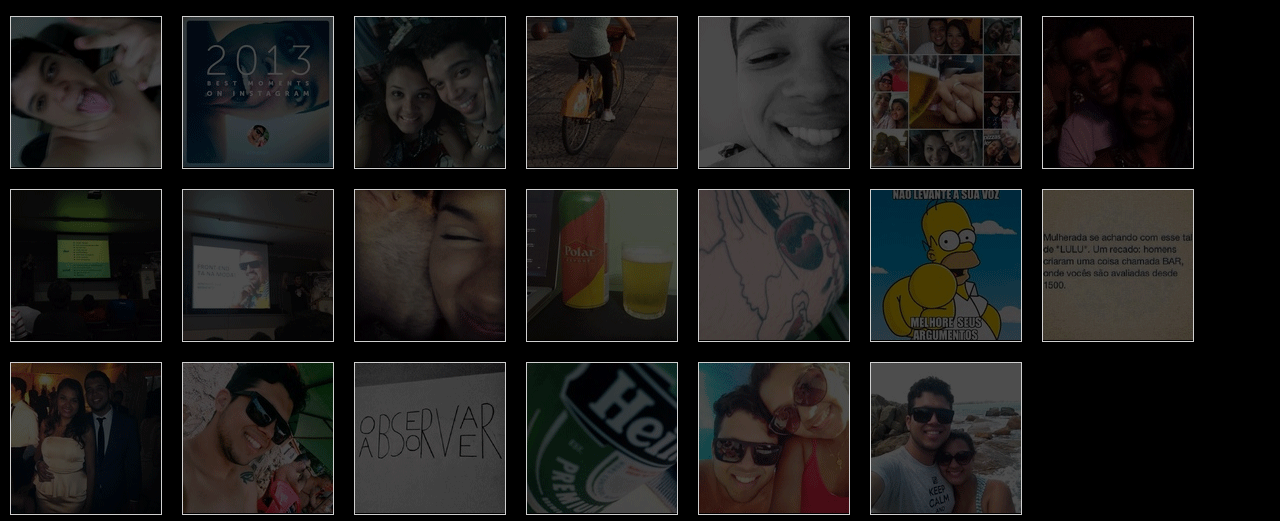 2013
BEST MOMENTS
ON INSTAGRAM
Polar
NÃO LEVANTE A SUA VOZ
MELHORE SEUS
ARGUMENTOS
Mulherada se achando com esse tal
de "LULU". Um recado: homens
criaram uma coisa chamada BAR,
onde vocês são avaliadas desde
1500.
OBSERVAR
ABSORVER
Hei
PREMIU
KEEP
CALM